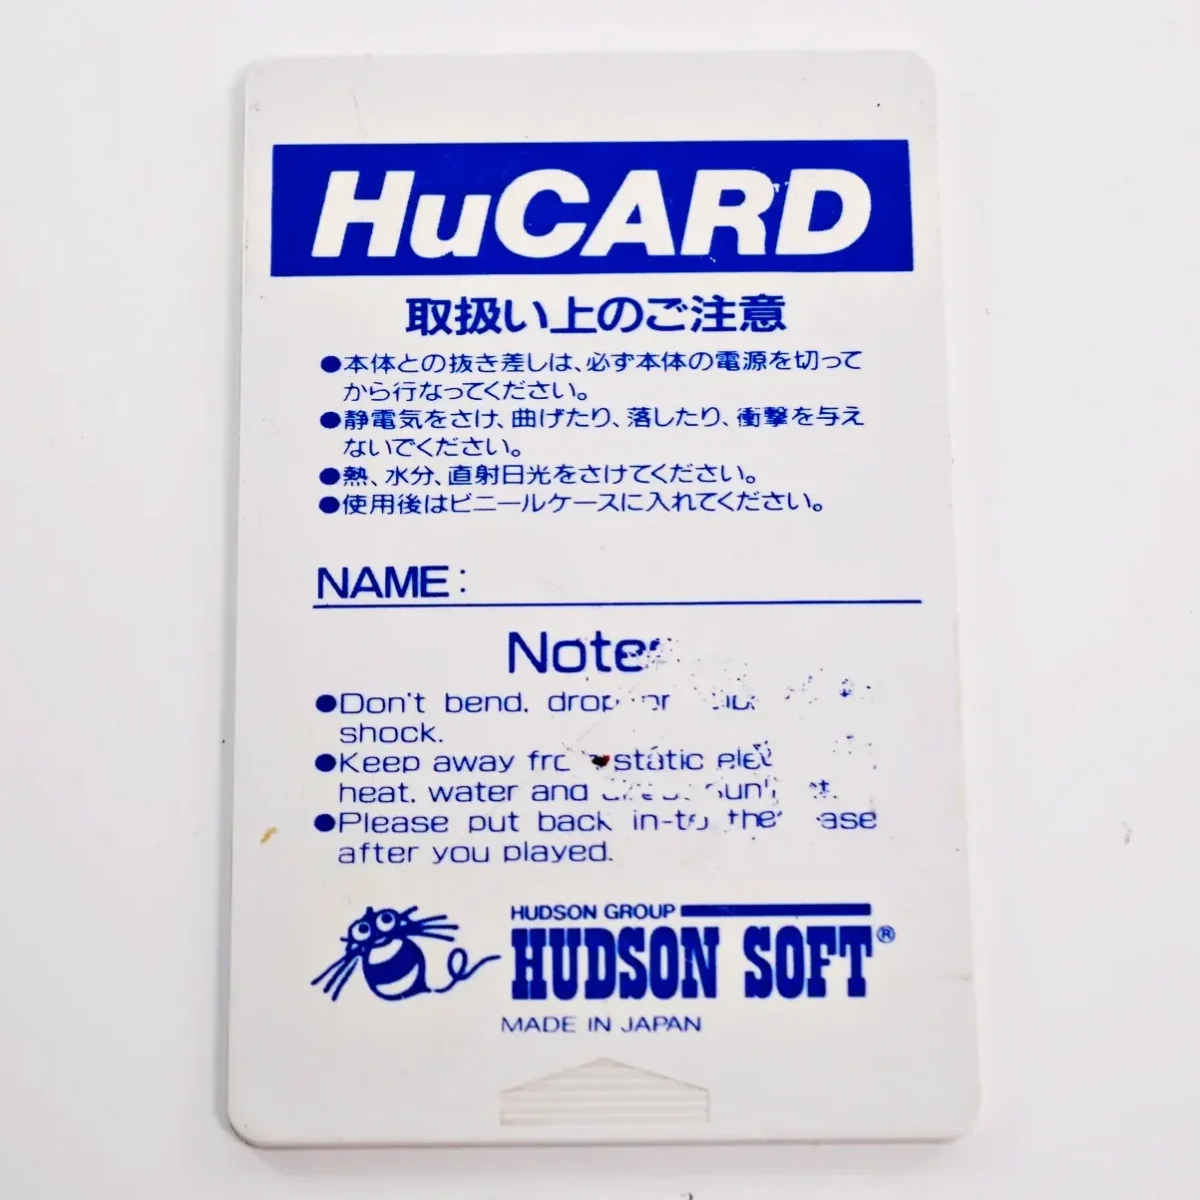 HuCARD
取扱い上のご注意
●本体との抜き差しは、必ず本体の電源を切って
から行なってください。
●静電気をさけ、曲げたり、落したり、衝撃を与え
ないでください。
●熱、水分、直射日光をさけてください。
●使用後はビニールケースに入れてください。
NAME:
Notes
●Don't bend, drop or
shock.
●Keep away from static
heat, water and
●Please put back in-to the case
after you played.
HUDSON GROUP
HUDSON SOFT®
MADE IN JAPAN